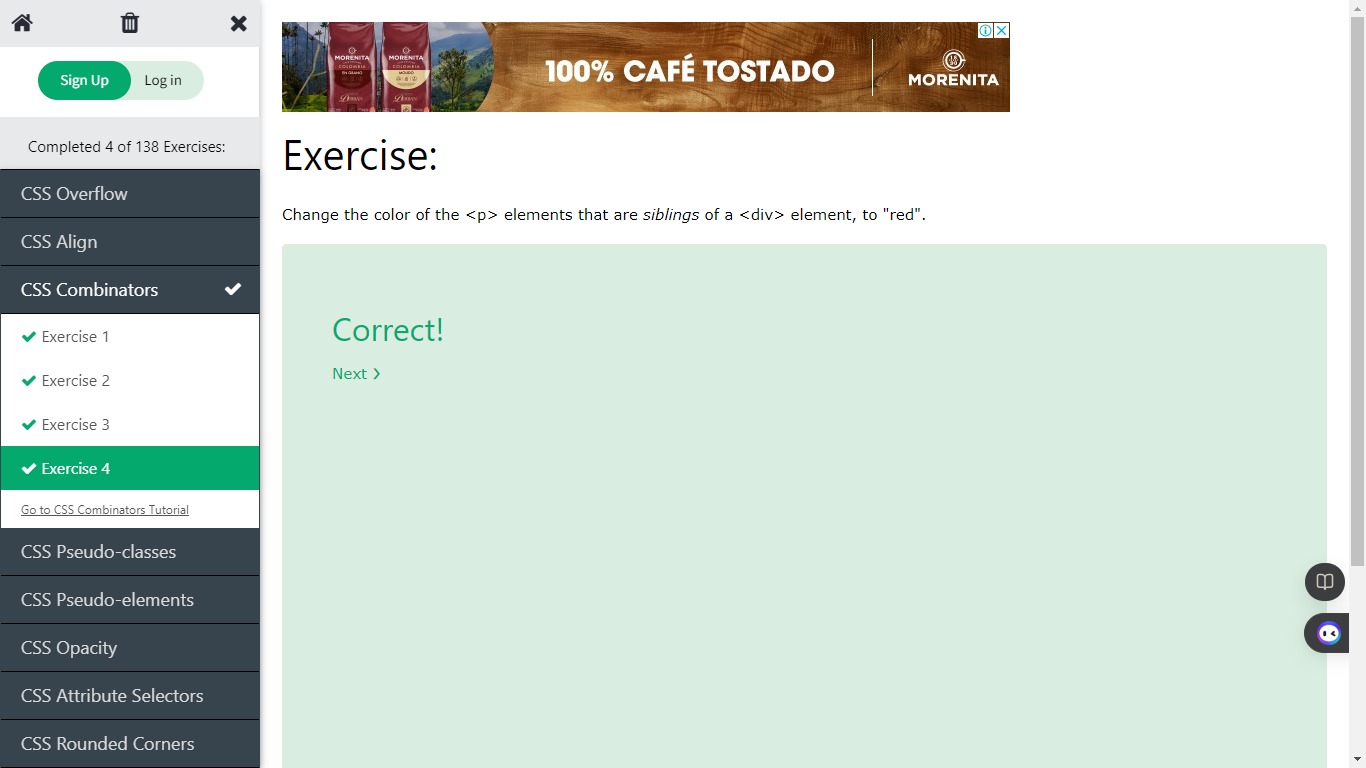 Sign Up
Log in
Completed 4 of 138 Exercises:
CSS Overflow
CSS Align
CSS Combinators
Exercise 1
Exercise 2
Exercise 3
Exercise 4
Go to CSS Combinators Tutorial
CSS Pseudo-classes
CSS Pseudo-elements
CSS Opacity
CSS Attribute Selectors
CSS Rounded Corners
MORENITA
COLOMBIA
EN GRANO
MORENITA
COLOMBIA
MOLIDO
100% CAFÉ TOSTADO
MORENITA
Exercise:
Change the color of the <p> elements that are siblings of a <div> element, to "red".
Correct!
Next ❯